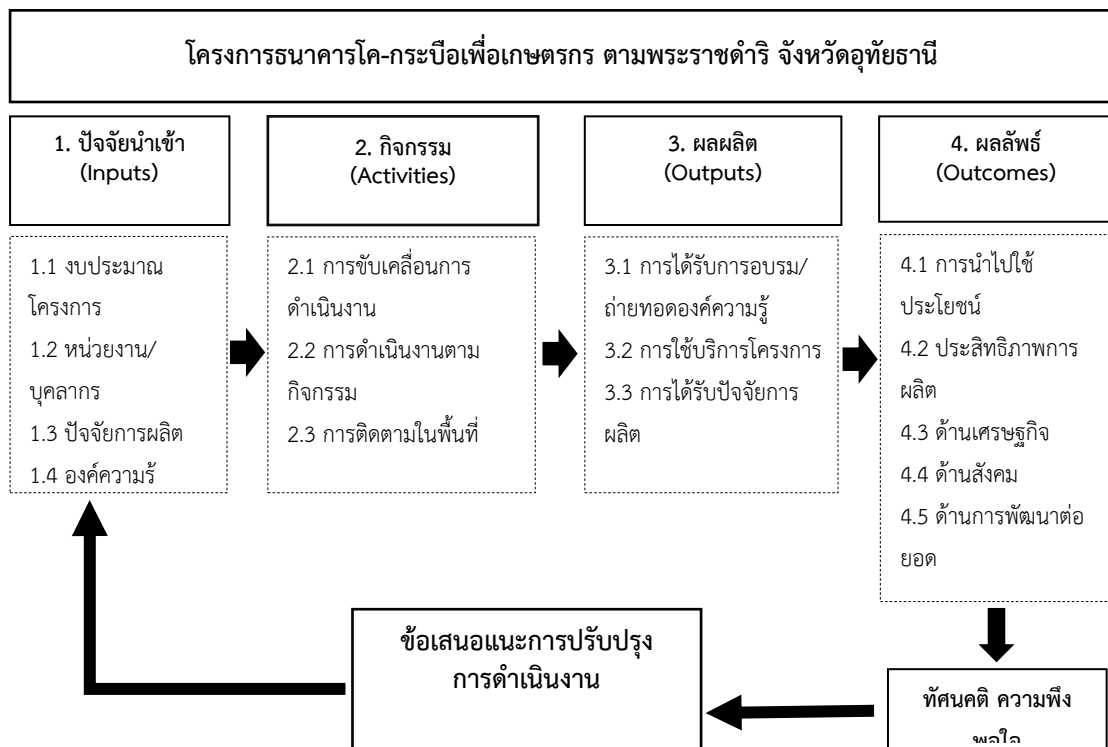 โครงการธนาคารโค-กระบือเพื่อเกษตรกร ตามพระราชดำริ จังหวัดอุทัยธานี
1. ปัจจัยนำเข้า
(Inputs)
2. กิจกรรม
(Activities)
3. ผลผลิต
(Outputs)
4. ผลลัพธ์
(Outcomes)
1.1 งบประมาณ
โครงการ
1.2 หน่วยงาน/
บุคลากร
1.3 ปัจจัยการผลิต
1.4 องค์ความรู้
2.1 การขับเคลื่อนการ
ดำเนินงาน
2.2 การดำเนินงานตาม
กิจกรรม
2.3 การติดตามในพื้นที่
3.1 การได้รับการอบรม/
ถ่ายทอดองค์ความรู้
3.2 การใช้บริการโครงการ
3.3 การได้รับปัจจัยการ
ผลิต
4.1 การนำไปใช้
ประโยชน์
4.2 ประสิทธิภาพการ
ผลิต
4.3 ด้านเศรษฐกิจ
4.4 ด้านสังคม
4.5 ด้านการพัฒนาต่อ
ยอด
ข้อเสนอแนะการปรับปรุง
การดำเนินงาน
ทัศนคติ ความพึง
พอใจ